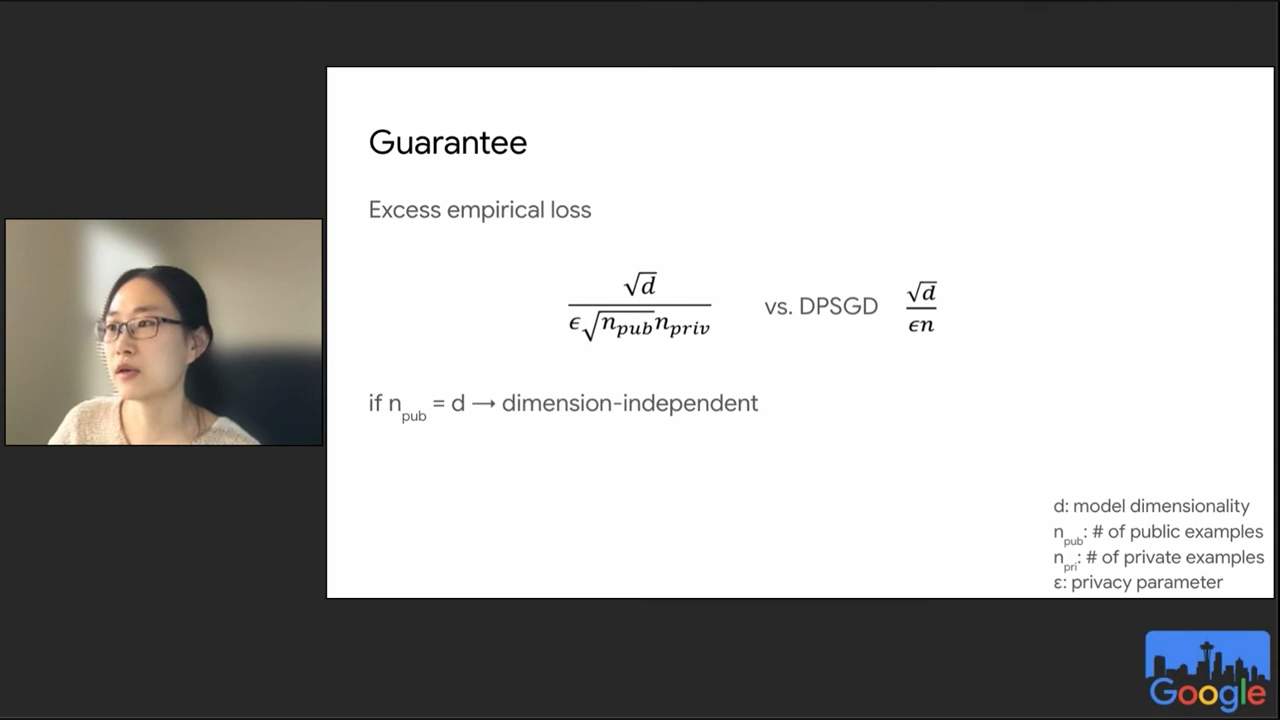 Guarantee
Excess empirical loss
√d / ϵ√n_pub n_priv vs. DPSGD √d / ϵn
if n_pub = d → dimension-independent
d: model dimensionality
n_pub: # of public examples
n_pri: # of private examples
ε: privacy parameter
Google